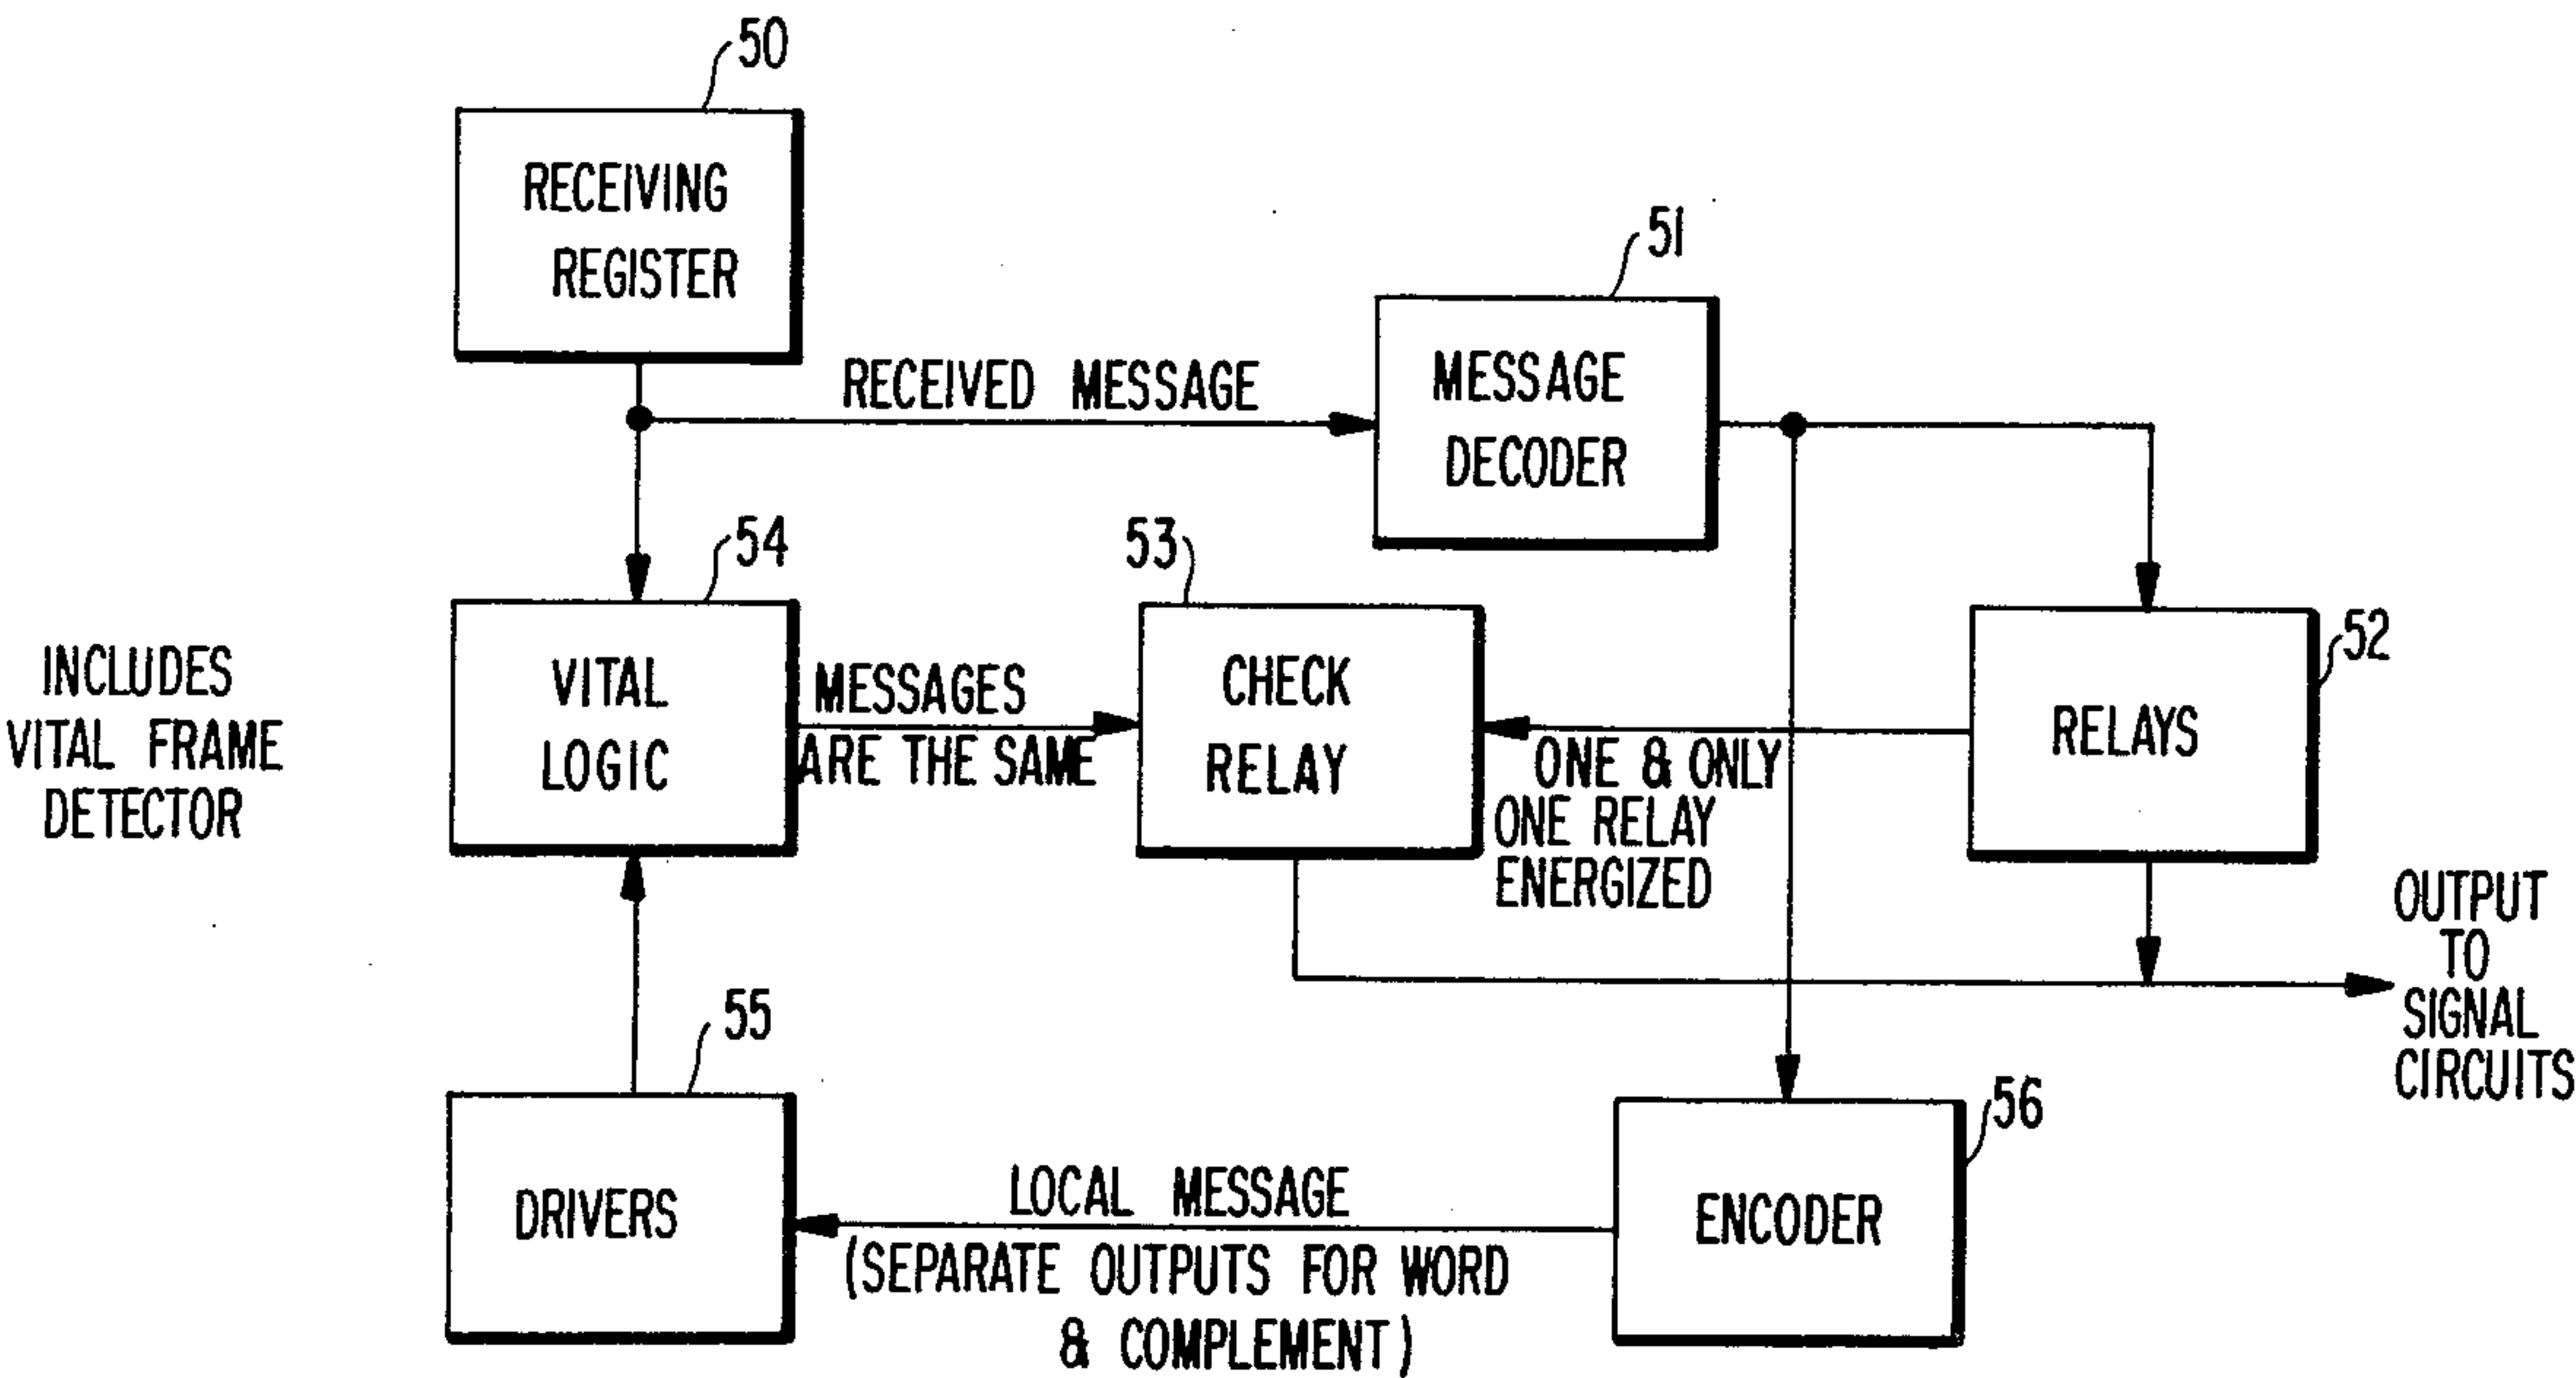 50
RECEIVING
REGISTER
51
RECEIVED MESSAGE
MESSAGE
DECODER
54
53
52
INCLUDES
VITAL FRAME
DETECTOR
VITAL
LOGIC
MESSAGES
ARE THE SAME
CHECK
RELAY
ONE & ONLY
ONE RELAY
ENERGIZED
RELAYS
OUTPUT
TO
SIGNAL
CIRCUITS
55
56
DRIVERS
LOCAL MESSAGE
(SEPARATE OUTPUTS FOR WORD
& COMPLEMENT)
ENCODER